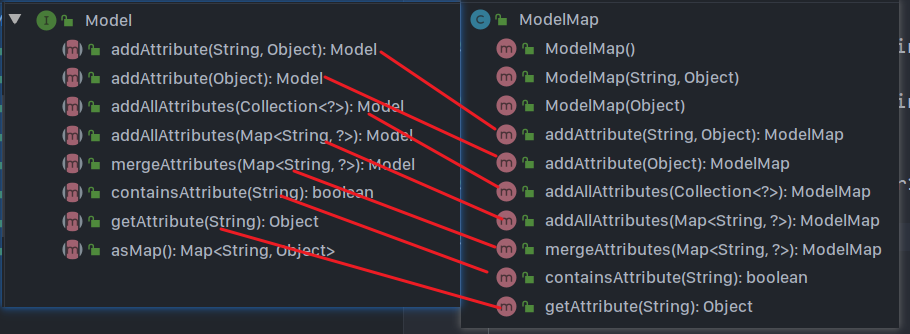 Model
addAttribute(String, Object): Model
addAttribute(Object): Model
addAllAttributes(Collection<?>): Model
addAllAttributes(Map<String, ?>): Model
mergeAttributes(Map<String, ?>): Model
containsAttribute(String): boolean
getAttribute(String): Object
asMap(): Map<String, Object>
ModelMap
ModelMap()
ModelMap(String, Object)
ModelMap(Object)
addAttribute(String, Object): ModelMap
addAttribute(Object): ModelMap
addAllAttributes(Collection<?>): ModelMap
addAllAttributes(Map<String, ?>): ModelMap
mergeAttributes(Map<String, ?>): ModelMap
containsAttribute(String): boolean
getAttribute(String): Object